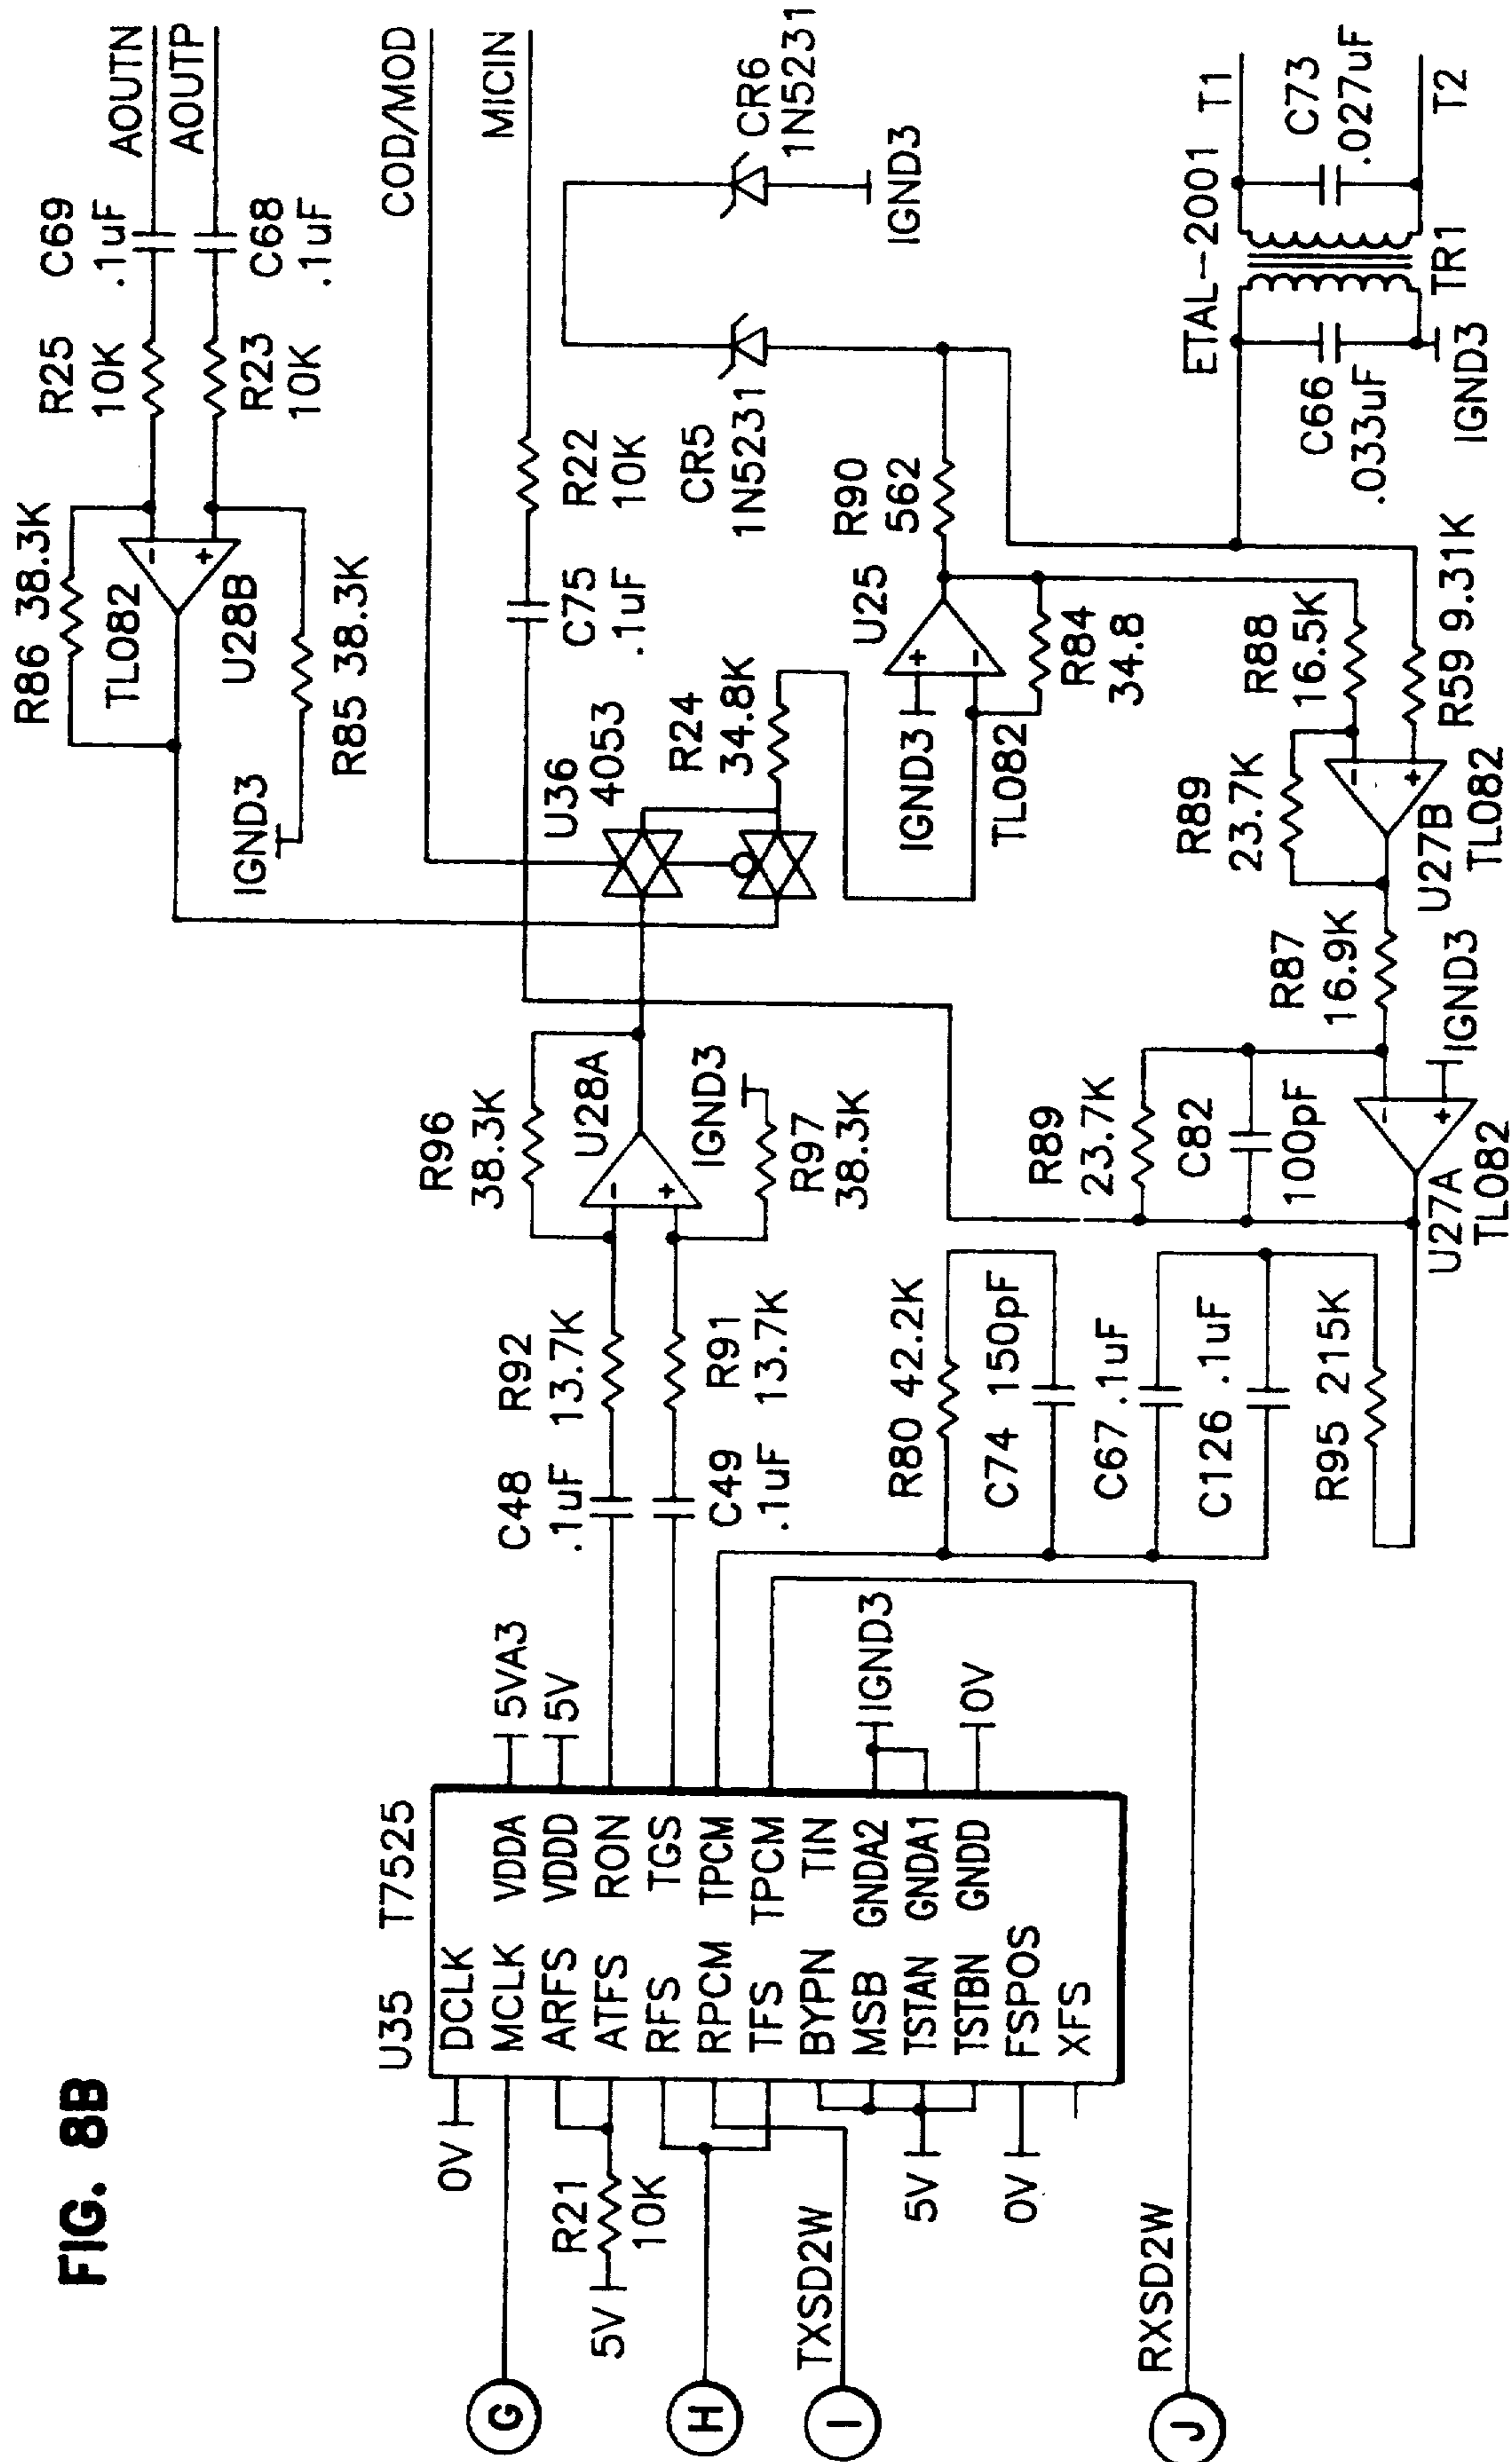 FIG. 8B
U35 T7525
DCLK
MCLK
ARFS
ATFS
RFS
RPCM
TFS
BYPN
MSB
TSTAN
TSTBN
FSPOS
XFS
VDDA
VDDD
RON
TGS
TPCM
TPCM
TIN
GNDA2
GNDA1
GNDD
0V
R21
10K
5V
5V
0V
G
H
I
J
TXSD2W
RXSD2W
5VA3
5V
IGND3
0V
C48
.1uF
R92
13.7K
C49
.1uF
R91
13.7K
R96
38.3K
U28A
IGND3
R97
38.3K
R80 42.2K
C74 150pF
C67 .1uF
C126 .1uF
R95 215K
R89
23.7K
C82
100pF
U27A
TL082
-
+
IGND3
R87
16.9K
R89
23.7K
U27B
TL082
-
+
R88
16.5K
R59 9.31K
R86 38.3K
TL082
U28B
-
+
R85 38.3K
IGND3
R25
10K
C69
.1uF
R23
10K
C68
.1uF
AOUTN
AOUTP
COD/MOD
MICIN
U36
4053
R24
34.8K
C75
.1uF
R22
10K
CR5
1N5231
CR6
1N5231
IGND3
IGND3
TL082
U25
+
-
R84
34.8
R90
562
ETAL-2001
T1
C73
.027uF
T2
TR1
C66
.033uF
IGND3
-
+